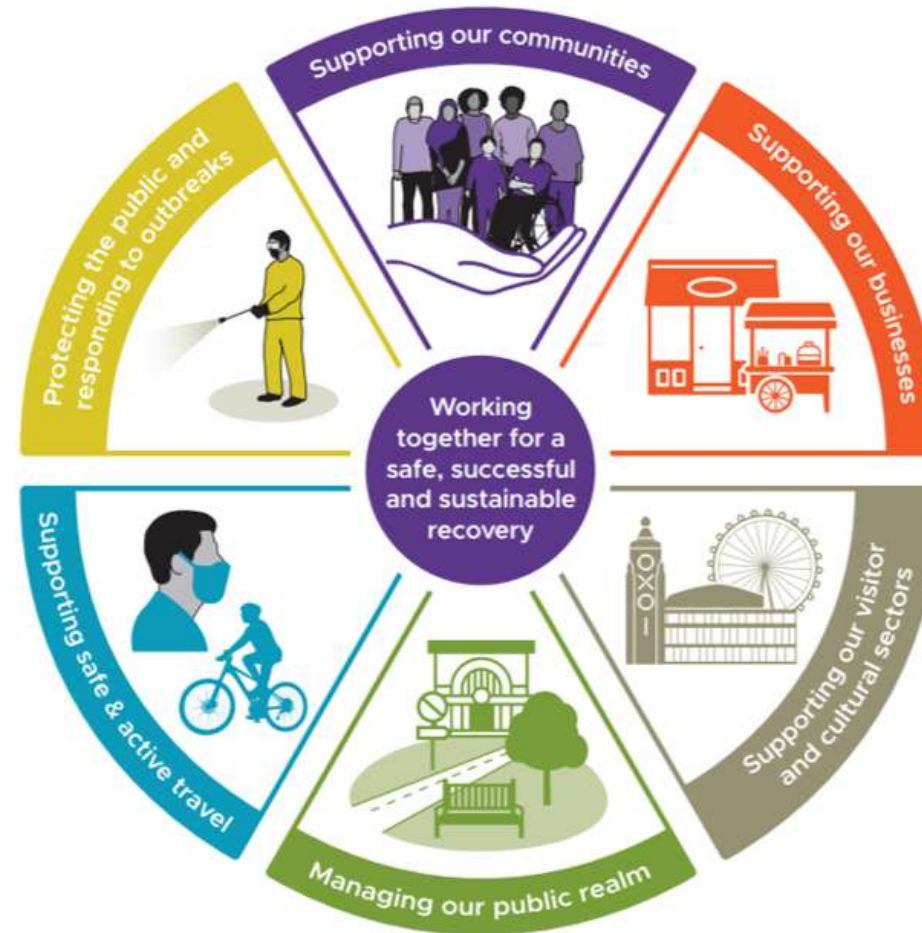 Supporting our communities
Supporting our businesses
Supporting our visitor
and cultural sectors
Managing our public realm
Supporting safe & active travel
Protecting the public and
responding to outbreaks
Working
together for a
safe, successful
and sustainable
recovery
OXO